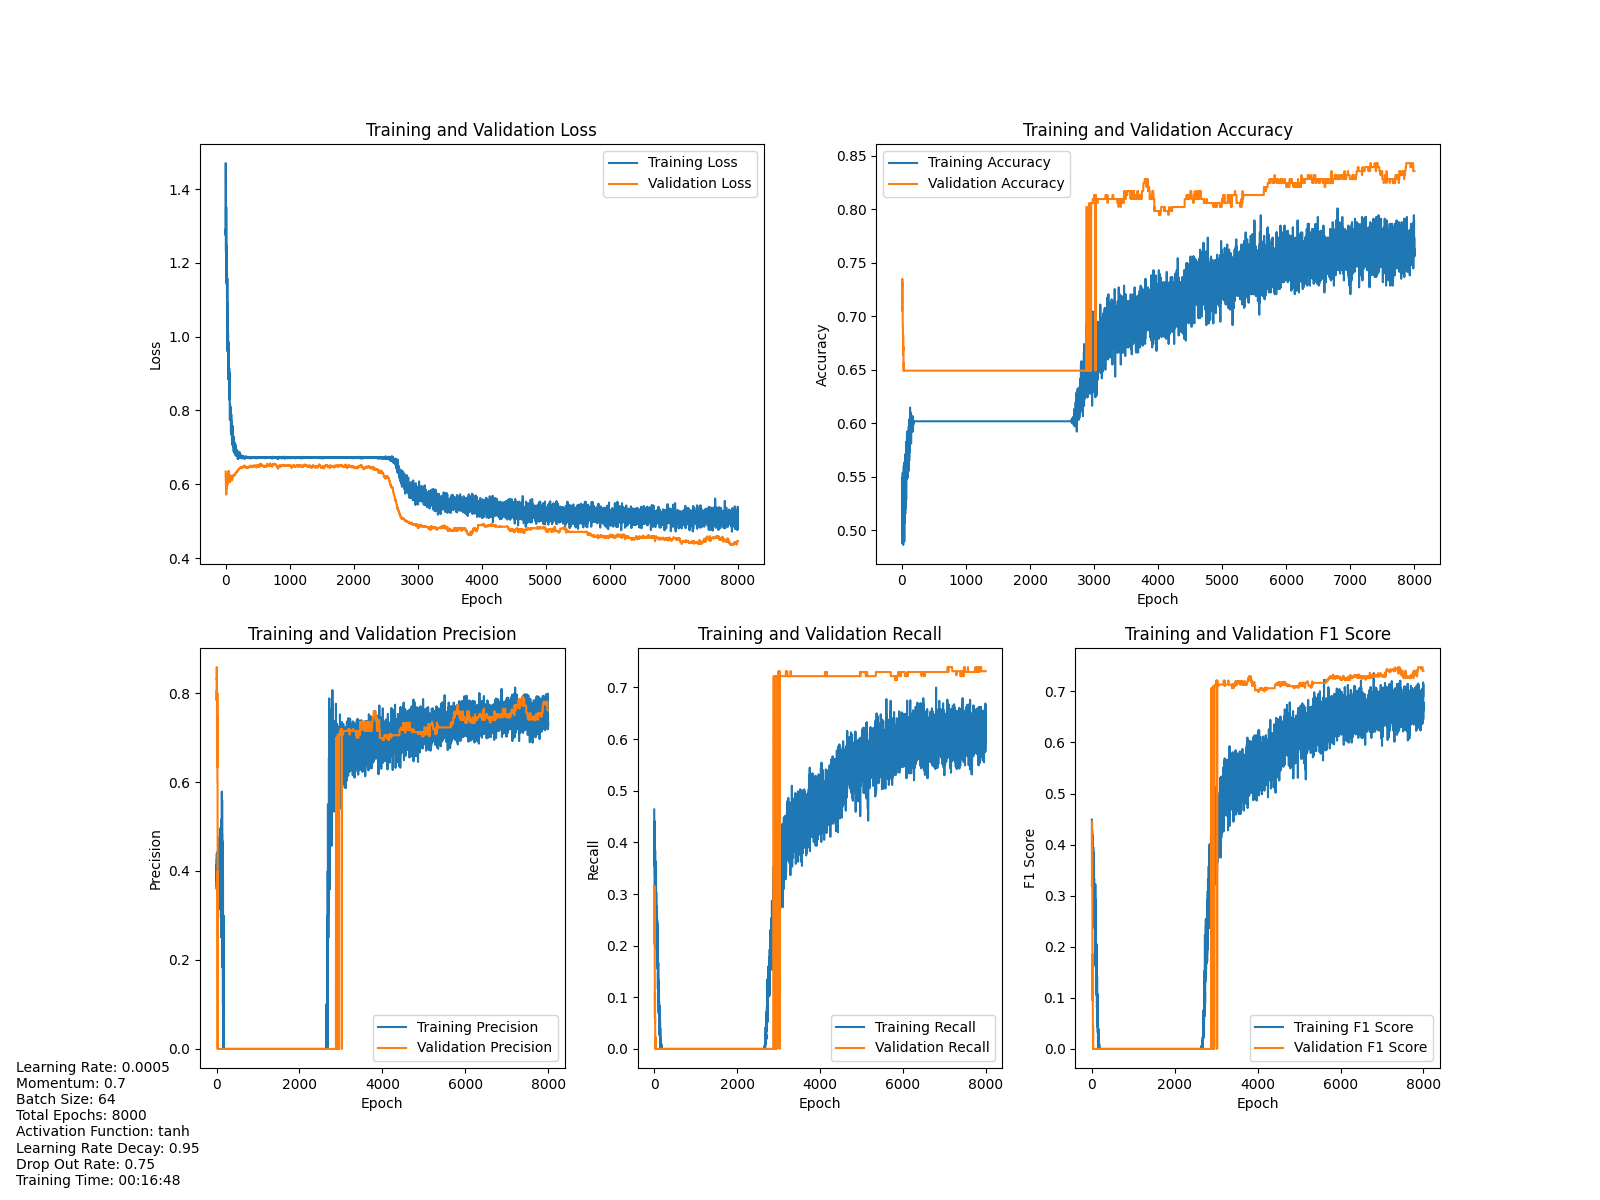 Training and Validation Loss
1.4
1.2
1.0
0.8
0.6
0.4
Loss
0 1000 2000 3000 4000 5000 6000 7000 8000
Epoch
Training Loss
Validation Loss
Training and Validation Accuracy
0.85
0.80
0.75
0.70
0.65
0.60
0.55
0.50
Accuracy
0 1000 2000 3000 4000 5000 6000 7000 8000
Epoch
Training Accuracy
Validation Accuracy
Training and Validation Precision
0.8
0.6
0.4
0.2
0.0
Precision
0 2000 4000 6000 8000
Epoch
Training Precision
Validation Precision
Training and Validation Recall
0.7
0.6
0.5
0.4
0.3
0.2
0.1
0.0
Recall
0 2000 4000 6000 8000
Epoch
Training Recall
Validation Recall
Training and Validation F1 Score
0.7
0.6
0.5
0.4
0.3
0.2
0.1
0.0
F1 Score
0 2000 4000 6000 8000
Epoch
Training F1 Score
Validation F1 Score
Learning Rate: 0.0005
Momentum: 0.7
Batch Size: 64
Total Epochs: 8000
Activation Function: tanh
Learning Rate Decay: 0.95
Drop Out Rate: 0.75
Training Time: 00:16:48